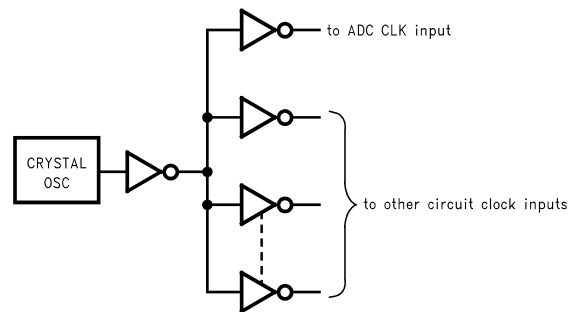 to ADC CLK input
CRYSTAL
OSC
to other circuit clock inputs